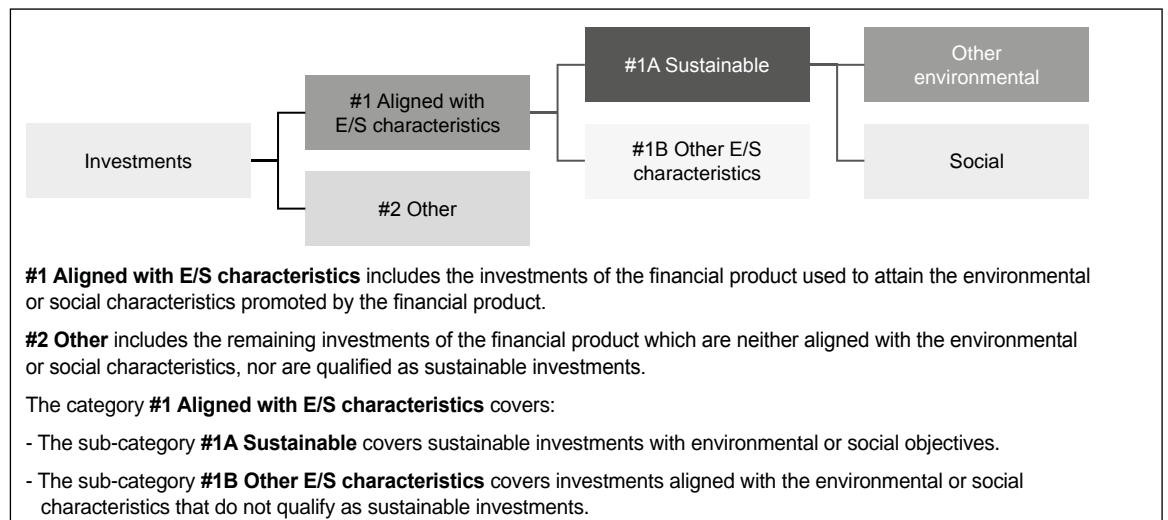 Investments
#1 Aligned with
E/S characteristics
#2 Other
#1A Sustainable
#1B Other E/S
characteristics
Other
environmental
Social
#1 Aligned with E/S characteristics includes the investments of the financial product used to attain the environmental
or social characteristics promoted by the financial product.
#2 Other includes the remaining investments of the financial product which are neither aligned with the environmental
or social characteristics, nor are qualified as sustainable investments.
The category #1 Aligned with E/S characteristics covers:
- The sub-category #1A Sustainable covers sustainable investments with environmental or social objectives.
- The sub-category #1B Other E/S characteristics covers investments aligned with the environmental or social
characteristics that do not qualify as sustainable investments.